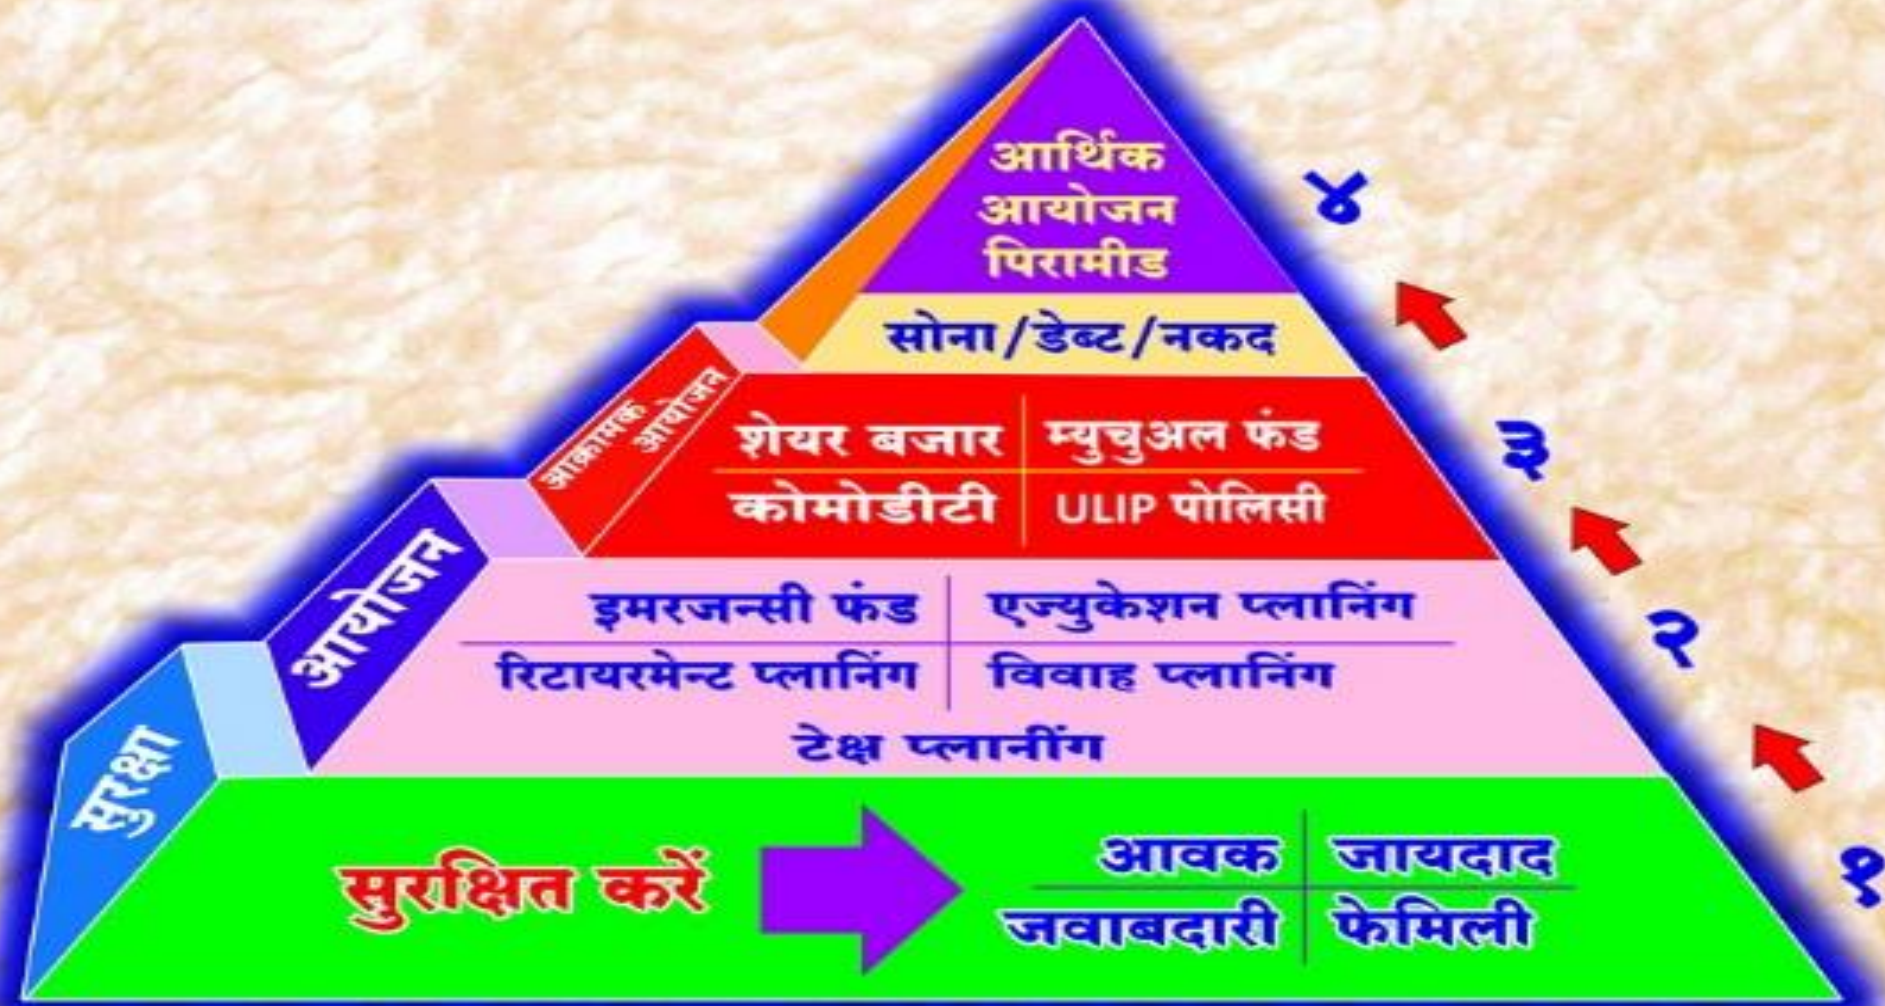 आर्थिक
आयोजन
पिरामीड
४
सोना/डेब्ट/नकद
आक्रामक
आयोजन
शेयर बजार म्युचुअल फंड
कोमोडीटी ULIP पोलिसी
३
आयोजन
इमरजन्सी फंड एज्युकेशन प्लानिंग
रिटायरमेन्ट प्लानिंग विवाह प्लानिंग
टेक्ष प्लानींग
२
सुरक्षा
सुरक्षित करें
आवक जायदाद
जवाबदारी फेमिली
१